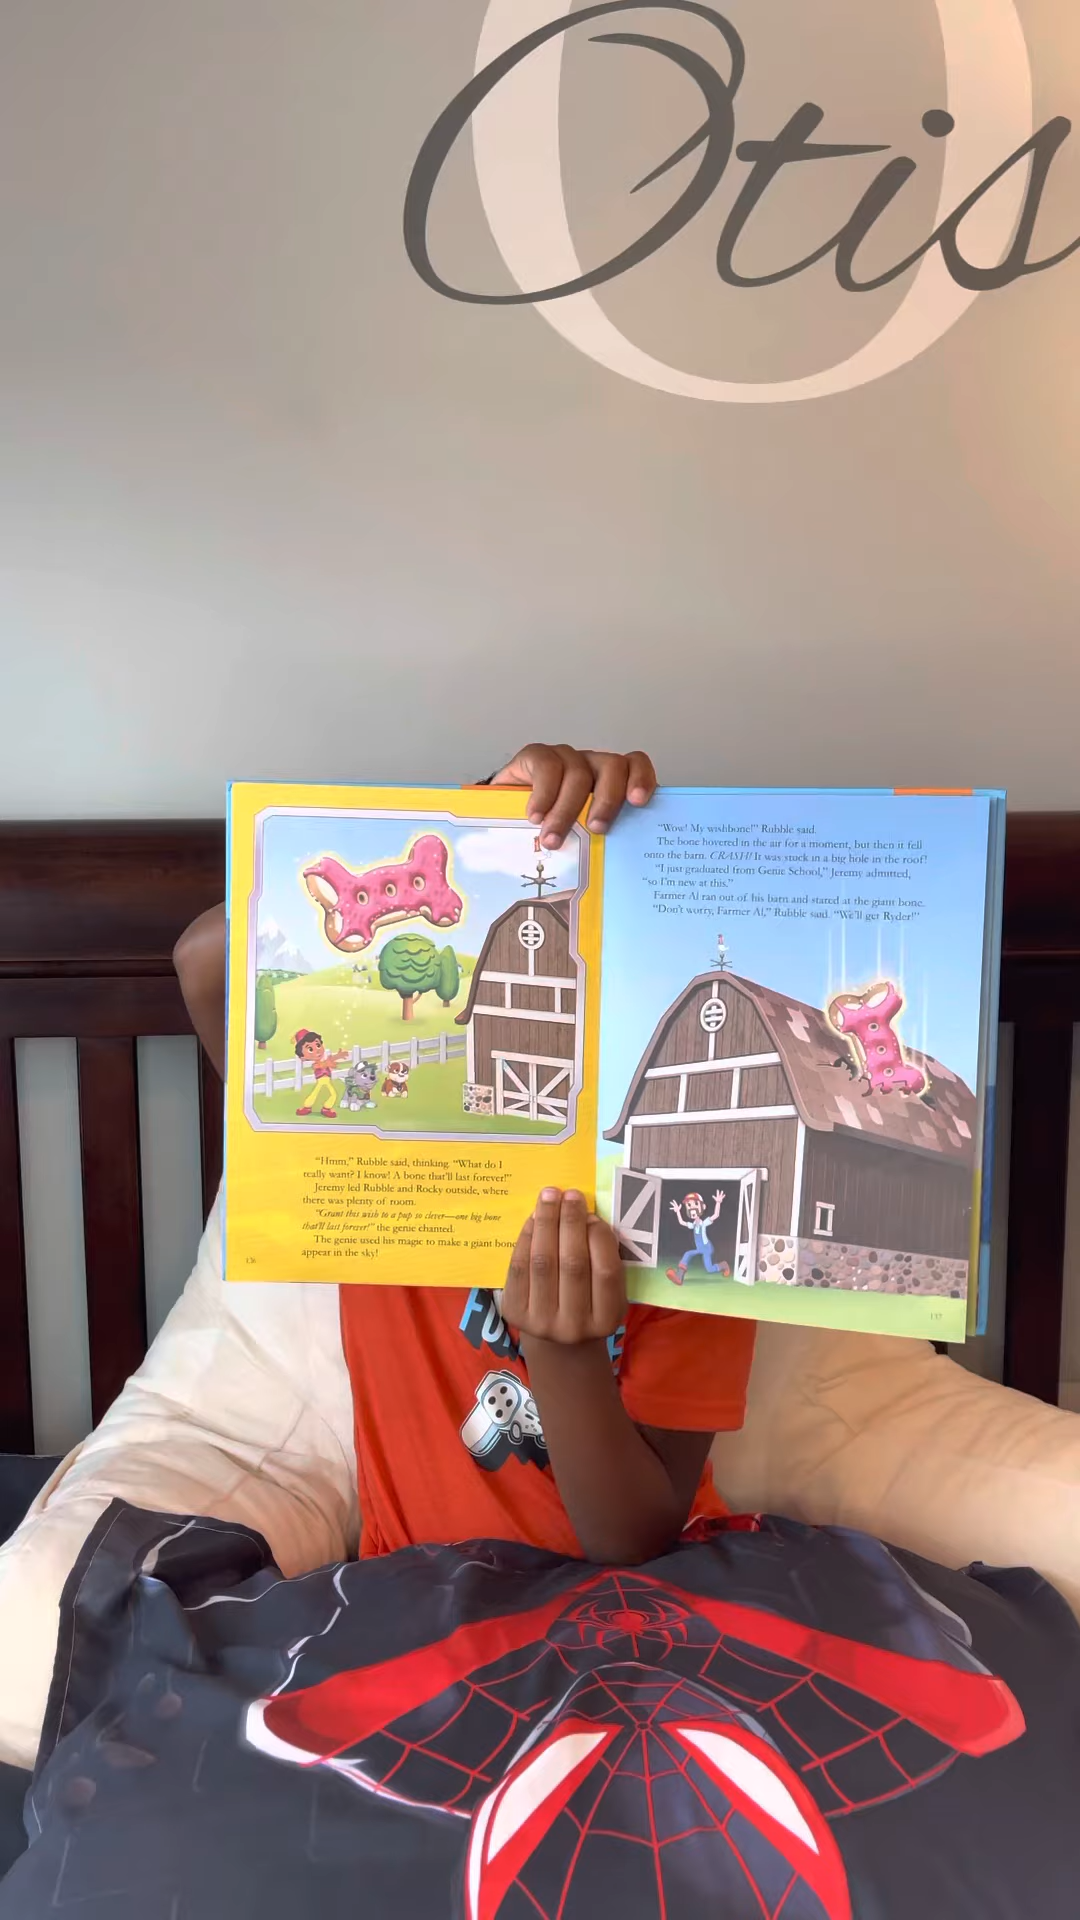 Otis
“Hmm,” Rubble said, thinking. “What do I
really want? I know! A bone that’ll last forever!”
Jeremy led Rubble and Rocky outside, where
there was plenty of room.
“Grant this wish to a pup so clever—one big bone
that’ll last forever!” the genie chanted.
The genie used his magic to make a giant bone
appear in the sky!
136
“Wow! My wishbone!” Rubble said.
The bone hovered in the air for a moment, but then it fell
onto the barn. CRASH! It was stuck in a big hole in the roof!
“I just graduated from Genie School,” Jeremy admitted,
“so I’m new at this.”
Farmer Al ran out of his barn and stared at the giant bone.
“Don’t worry, Farmer Al,” Rubble said. “We’ll get Ryder!”
137